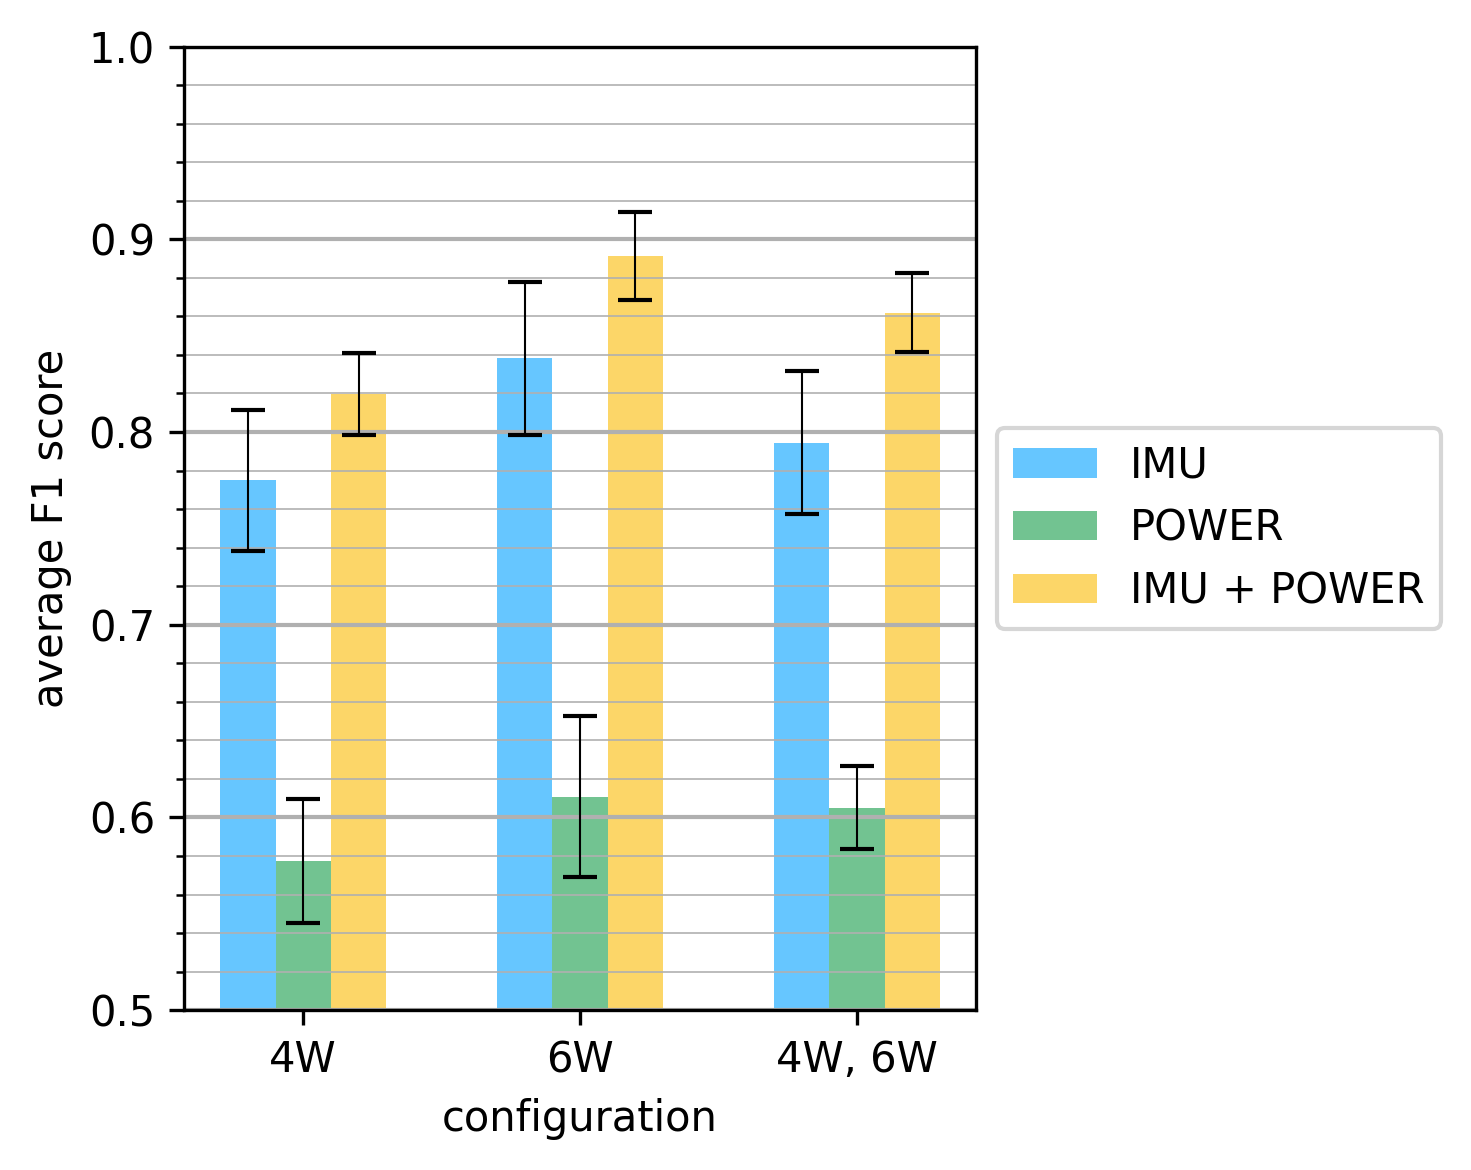 1.0
0.9
0.8
0.7
0.6
0.5
average F1 score
4W
6W
4W, 6W
configuration
IMU
POWER
IMU + POWER